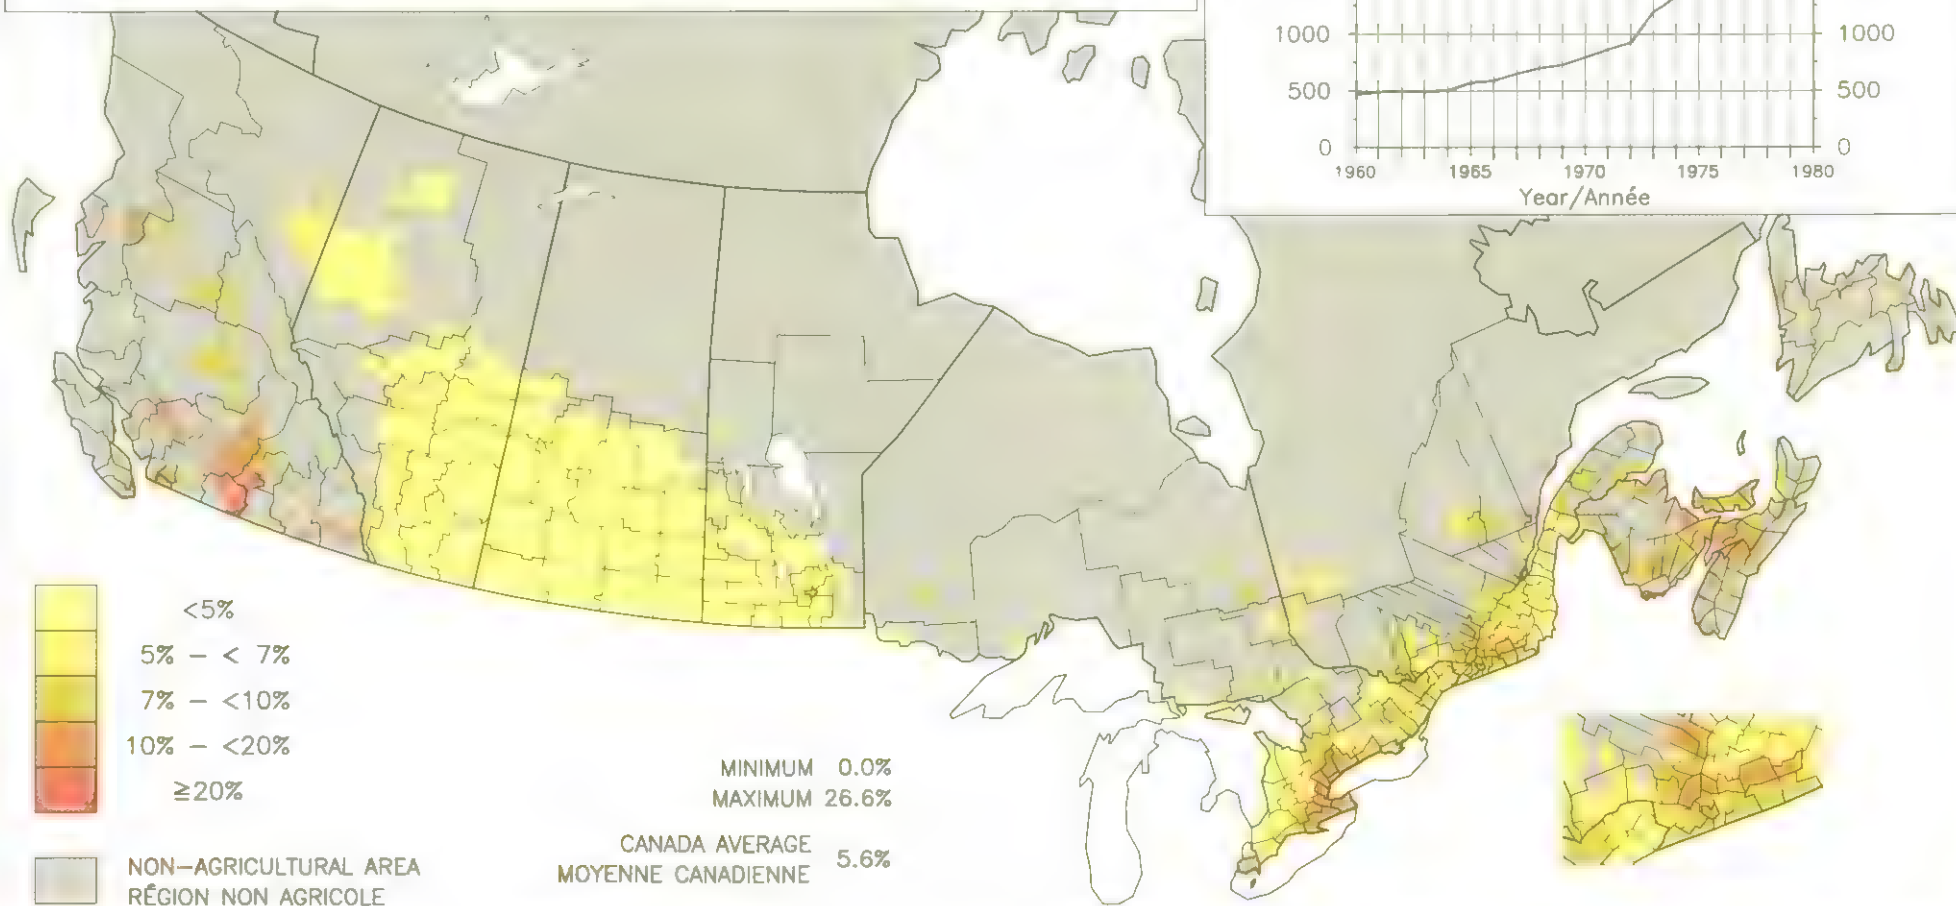 1000 1000
500 500
0 0
1960 1965 1970 1975 1980
Year/Année
<5%
5% – < 7%
7% – <10%
10% – <20%
≧20%
NON–AGRICULTURAL AREA
RÉGION NON AGRICOLE
MINIMUM 0.0%
MAXIMUM 26.6%
CANADA AVERAGE
MOYENNE CANADIENNE 5.6%